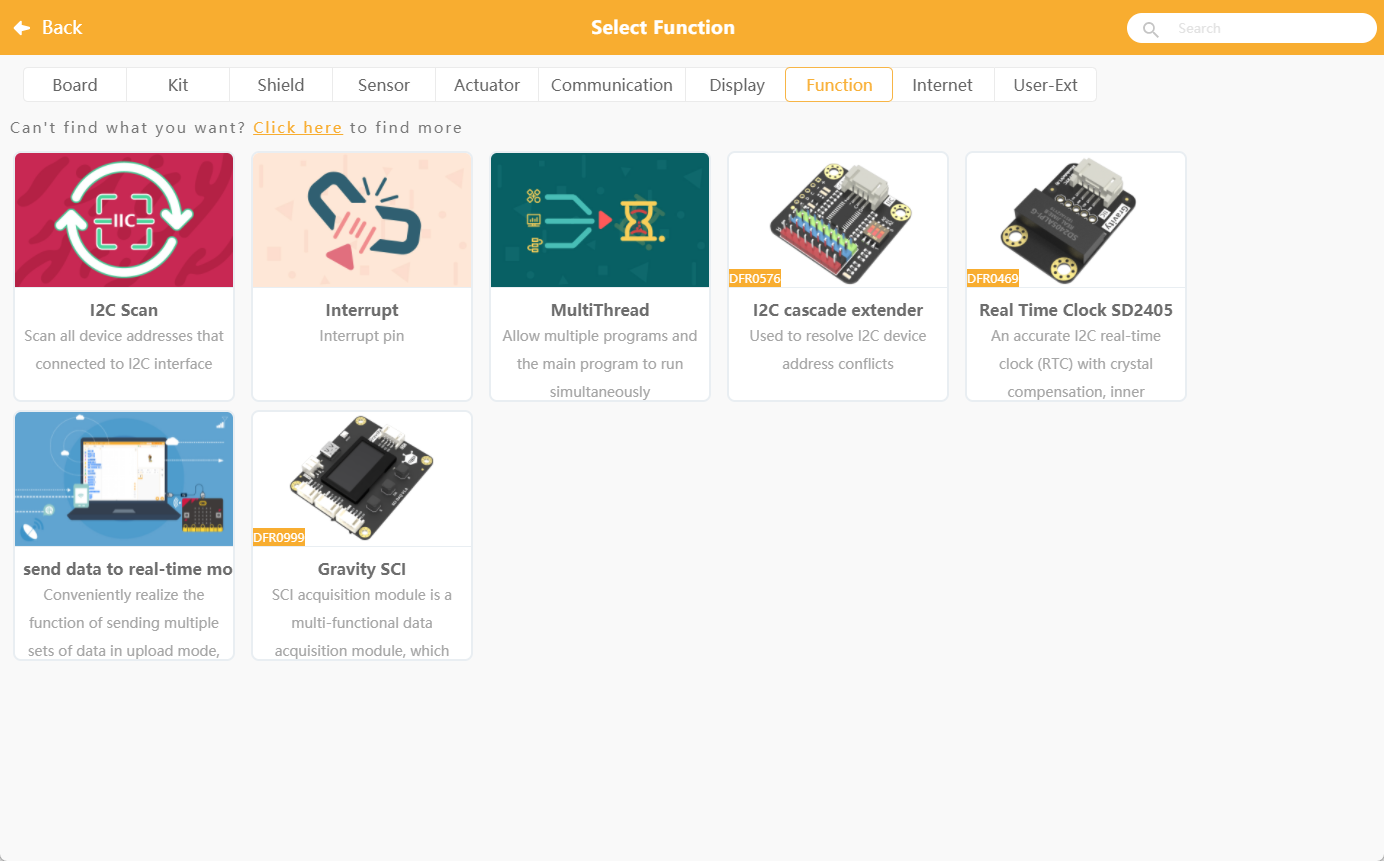 Back
Select Function
Search
Board Kit Shield Sensor Actuator Communication Display Function Internet User-Ext
Can't find what you want? Click here to find more
IIC
I2C Scan
Scan all device addresses that
connected to I2C interface
Interrupt
Interrupt pin
MultiThread
Allow multiple programs and
the main program to run
simultaneously
DFR0576
I2C cascade extender
Used to resolve I2C device
address conflicts
Gravity
DFR0469
Real Time Clock SD2405
An accurate I2C real-time
clock (RTC) with crystal
compensation, inner
send data to real-time mo
Conveniently realize the
function of sending multiple
sets of data in upload mode,
DFR0999
Gravity SCI
SCI acquisition module is a
multi-functional data
acquisition module, which